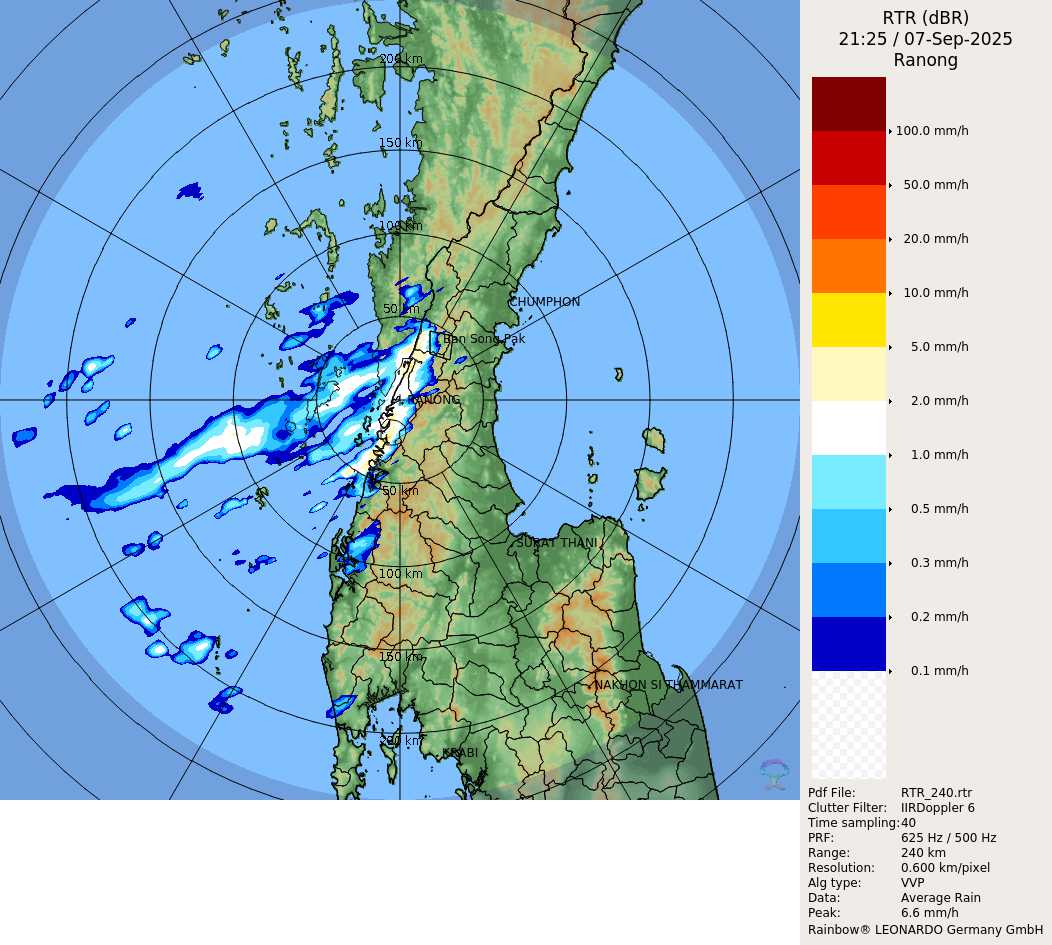 RTR (dBR)
21:25 / 07-Sep-2025
Ranong
200 km
150 km
100 km
50 km
CHUMPHON
Ban Song Pak
RANONG
50 km
SURAT THANI
100 km
150 km
NAKHON SI THAMMARAT
200 km
KRABI
100.0 mm/h
50.0 mm/h
20.0 mm/h
10.0 mm/h
5.0 mm/h
2.0 mm/h
1.0 mm/h
0.5 mm/h
0.3 mm/h
0.2 mm/h
0.1 mm/h
Pdf File: RTR_240.rtr
Clutter Filter: IIRDoppler 6
Time sampling:40
PRF: 625 Hz / 500 Hz
Range: 240 km
Resolution: 0.600 km/pixel
Alg type: VVP
Data: Average Rain
Peak: 6.6 mm/h
Rainbow® LEONARDO Germany GmbH